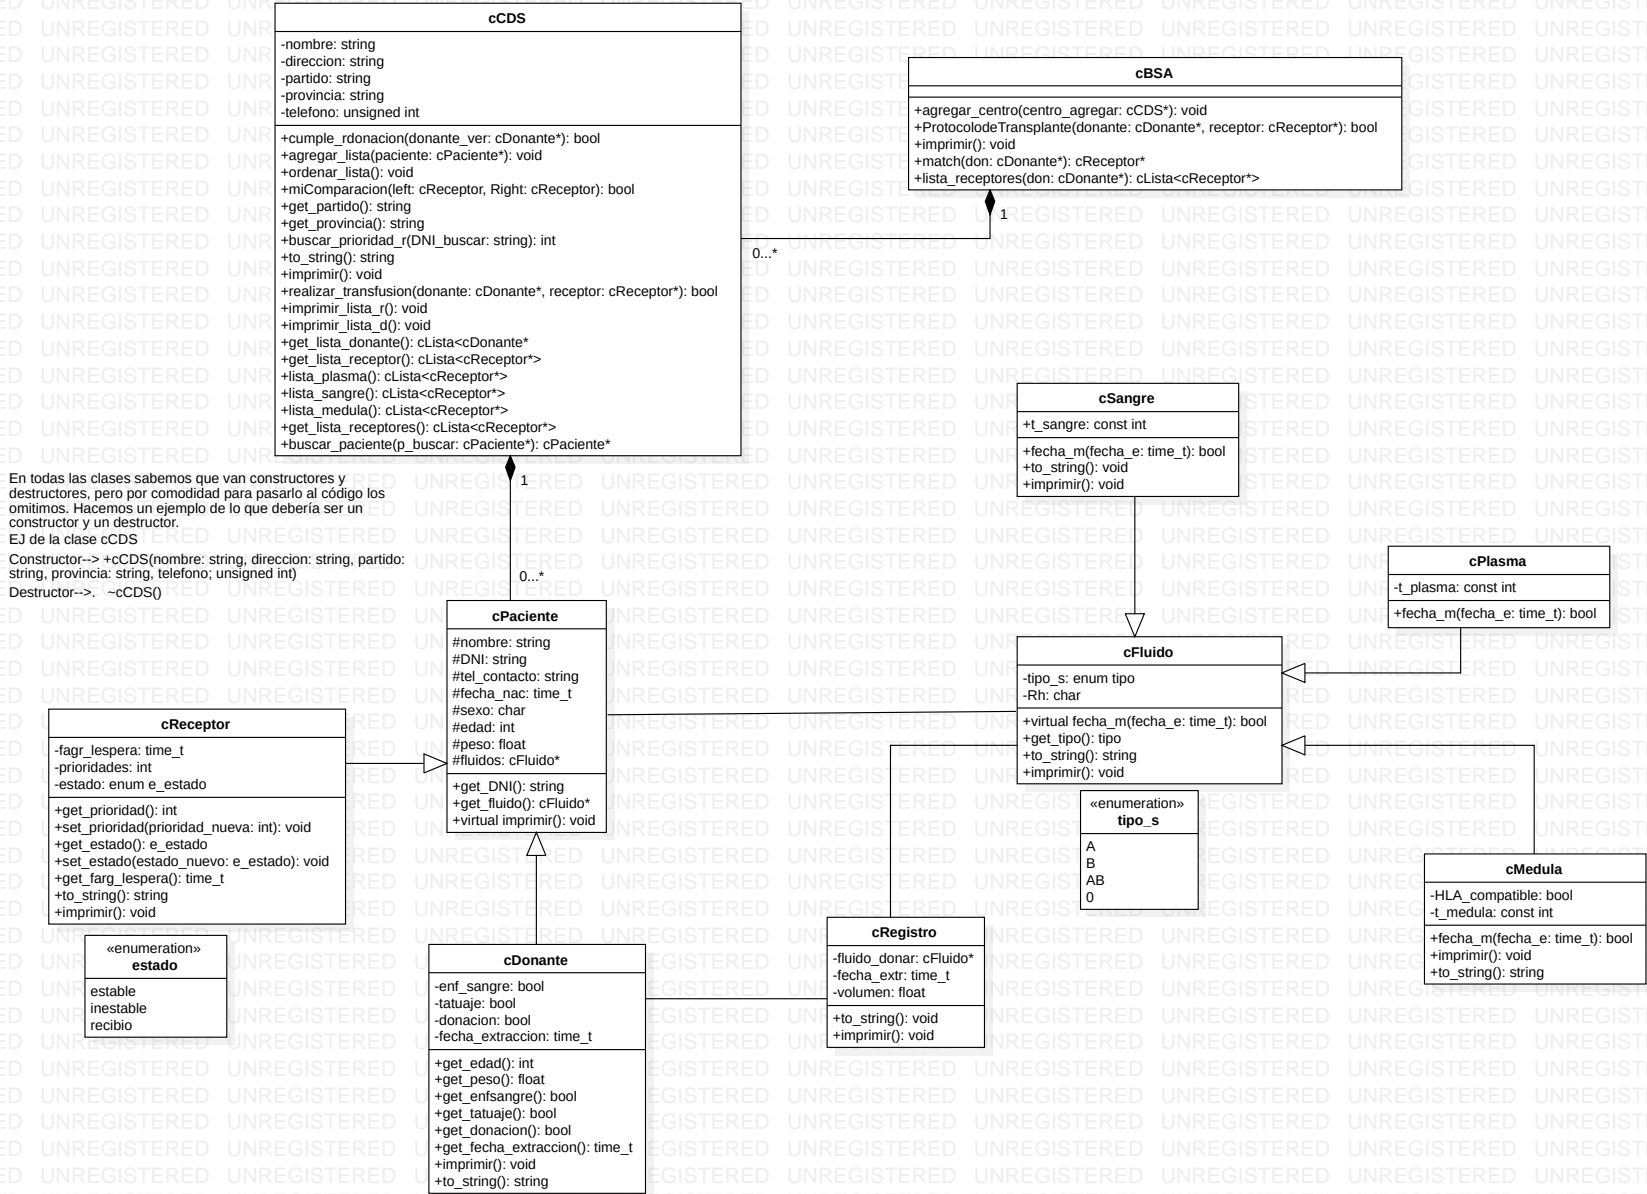 cCDS
-nombre: string
-direccion: string
-partido: string
-provincia: string
-telefono: unsigned int
+cumple_rdonacion(donante_ver: cDonante*): bool
+agregar_lista(paciente: cPaciente*): void
+ordenar_lista(): void
+miComparacion(left: cReceptor, Right: cReceptor): bool
+get_partido(): string
+get_provincia(): string
+buscar_prioridad_r(DNI_buscar: string): int
+to_string(): string
+imprimir(): void
+realizar_transfusion(donante: cDonante*, receptor: cReceptor*): bool
+imprimir_lista_r(): void
+imprimir_lista_d(): void
+get_lista_donante(): cLista<cDonante*
+get_lista_receptor(): cLista<cReceptor*>
+lista_plasma(): cLista<cReceptor*>
+lista_sangre(): cLista<cReceptor*>
+lista_medula(): cLista<cReceptor*>
+get_lista_receptores(): cLista<cReceptor*>
+buscar_paciente(p_buscar: cPaciente*): cPaciente*
cBSA
+agregar_centro(centro_agregar: cCDS*): void
+ProtocolodeTransplante(donante: cDonante*, receptor: cReceptor*): bool
+imprimir(): void
+match(don: cDonante*): cReceptor*
+lista_receptores(don: cDonante*): cLista<cReceptor*>
1
0...*
1
0...*
En todas las clases sabemos que van constructores y
destructores, pero por comodidad para pasarlo al código los
omitimos. Hacemos un ejemplo de lo que debería ser un
constructor y un destructor.
EJ de la clase cCDS
Constructor--> +cCDS(nombre: string, direccion: string, partido:
string, provincia: string, telefono; unsigned int)
Destructor-->. ~cCDS()
cSangre
+t_sangre: const int
+fecha_m(fecha_e: time_t): bool
+to_string(): void
+imprimir(): void
cPlasma
-t_plasma: const int
+fecha_m(fecha_e: time_t): bool
cPaciente
#nombre: string
#DNI: string
#tel_contacto: string
#fecha_nac: time_t
#sexo: char
#edad: int
#peso: float
#fluidos: cFluido*
+get_DNI(): string
+get_fluido(): cFluido*
+virtual imprimir(): void
cFluido
-tipo_s: enum tipo
-Rh: char
+virtual fecha_m(fecha_e: time_t): bool
+get_tipo(): tipo
+to_string(): string
+imprimir(): void
«enumeration»
tipo_s
A
B
AB
0
cReceptor
-fagr_lespera: time_t
-prioridades: int
-estado: enum e_estado
+get_prioridad(): int
+set_prioridad(prioridad_nueva: int): void
+get_estado(): e_estado
+set_estado(estado_nuevo: e_estado): void
+get_farg_lespera(): time_t
+to_string(): string
+imprimir(): void
«enumeration»
estado
estable
inestable
recibio
cDonante
-enf_sangre: bool
-tatuaje: bool
-donacion: bool
-fecha_extraccion: time_t
+get_edad(): int
+get_peso(): float
+get_enfsangre(): bool
+get_tatuaje(): bool
+get_donacion(): bool
+get_fecha_extraccion(): time_t
+imprimir(): void
+to_string(): string
cRegistro
-fluido_donar: cFluido*
-fecha_extr: time_t
-volumen: float
+to_string(): void
+imprimir(): void
cMedula
-HLA_compatible: bool
-t_medula: const int
+fecha_m(fecha_e: time_t): bool
+imprimir(): void
+to_string(): string
UNREGISTERED